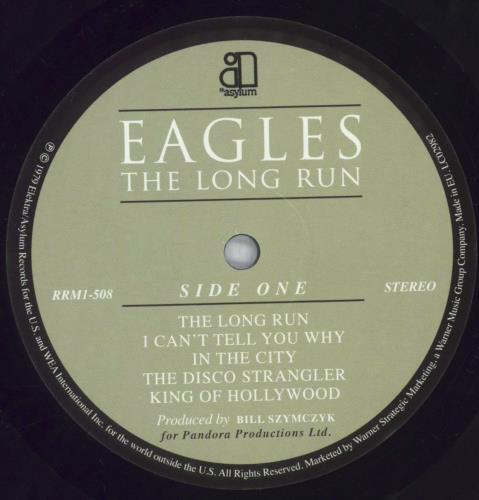 asylum
EAGLES
THE LONG RUN
SIDE ONE
RRM1-508
STEREO
THE LONG RUN
I CAN'T TELL YOU WHY
IN THE CITY
THE DISCO STRANGLER
KING OF HOLLYWOOD
Produced by BILL SZYMCZYK
for Pandora Productions Ltd.
℗ © 1979 Elektra/Asylum Records for the U.S. and WEA International Inc. for the world outside the U.S. All Rights Reserved. Marketed by Warner Strategic Marketing, a Warner Music Group Company. Made in EU. LC02982